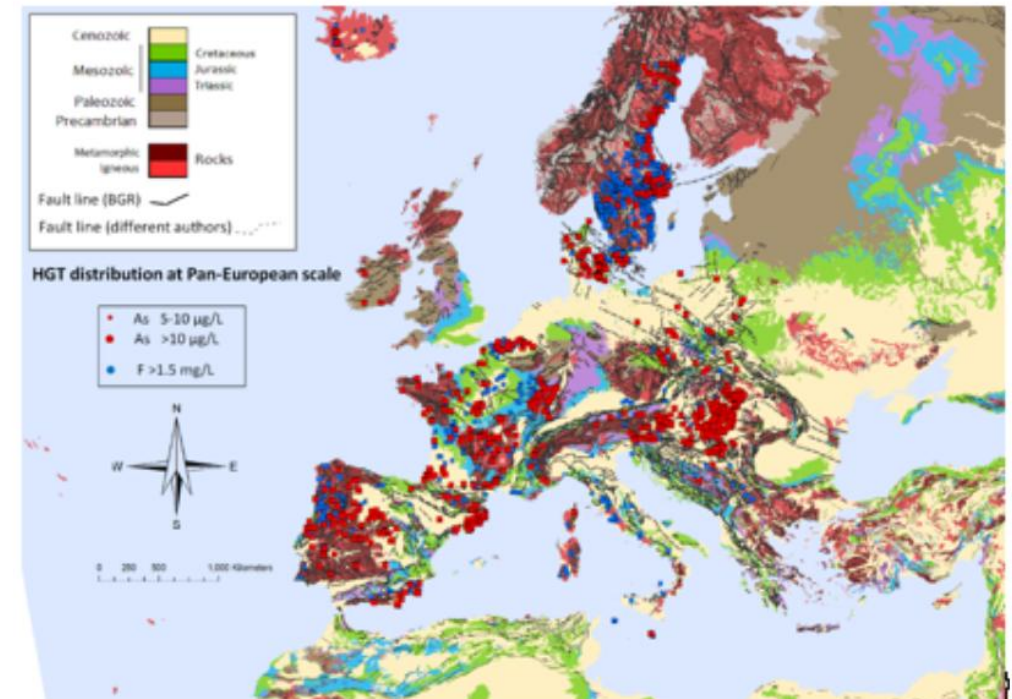 Cenozoic
Cretaceous
Mesozoic
Jurassic
Triassic
Paleozoic
Precambrian
Metamorphic
Igneous
Rocks
Fault line (BGR)
Fault line (different authors)
HGT distribution at Pan-European scale
As 5-10 µg/L
As >10 µg/L
F >1.5 mg/L
N
W E
S
0 250 500 1,000 Kilometers